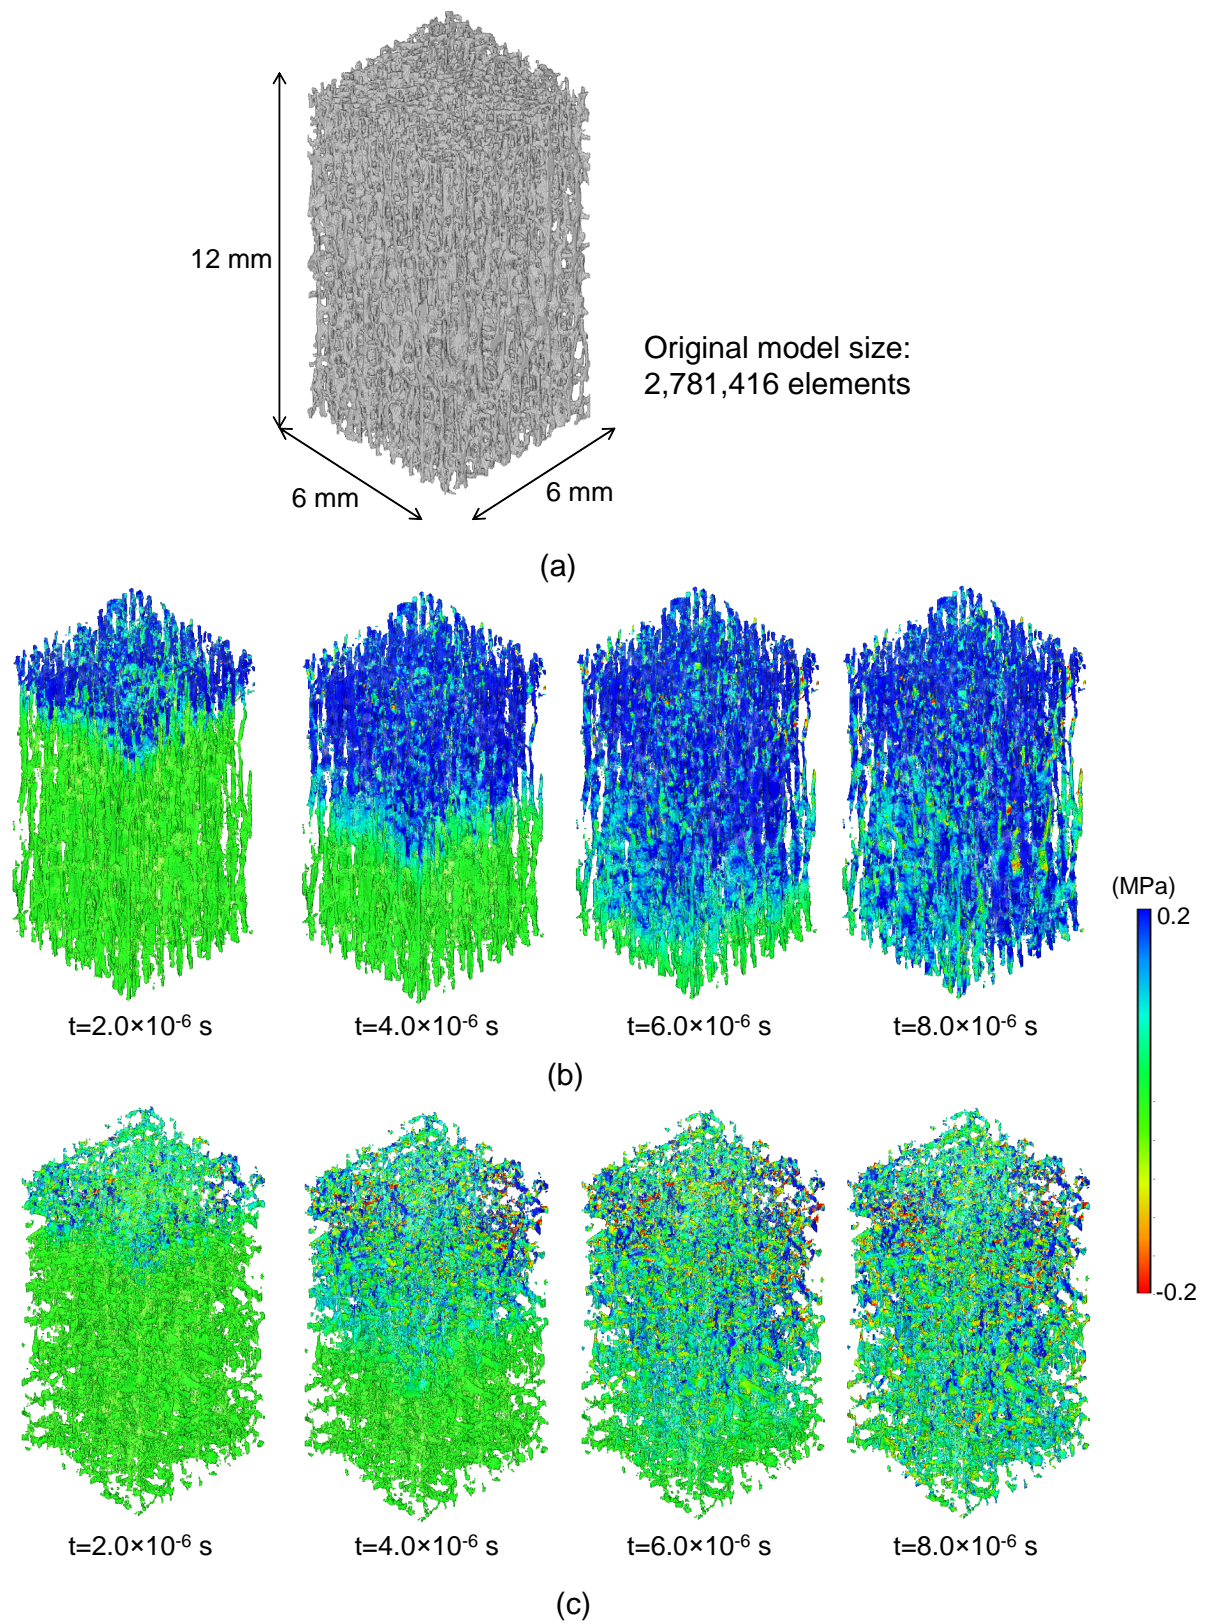 12 mm
Original model size:
2,781,416 elements
6 mm
6 mm
(a)
(MPa)
0.2
t=2.0×10⁻⁶ s
t=4.0×10⁻⁶ s
t=6.0×10⁻⁶ s
t=8.0×10⁻⁶ s
(b)
-0.2
t=2.0×10⁻⁶ s
t=4.0×10⁻⁶ s
t=6.0×10⁻⁶ s
t=8.0×10⁻⁶ s
(c)